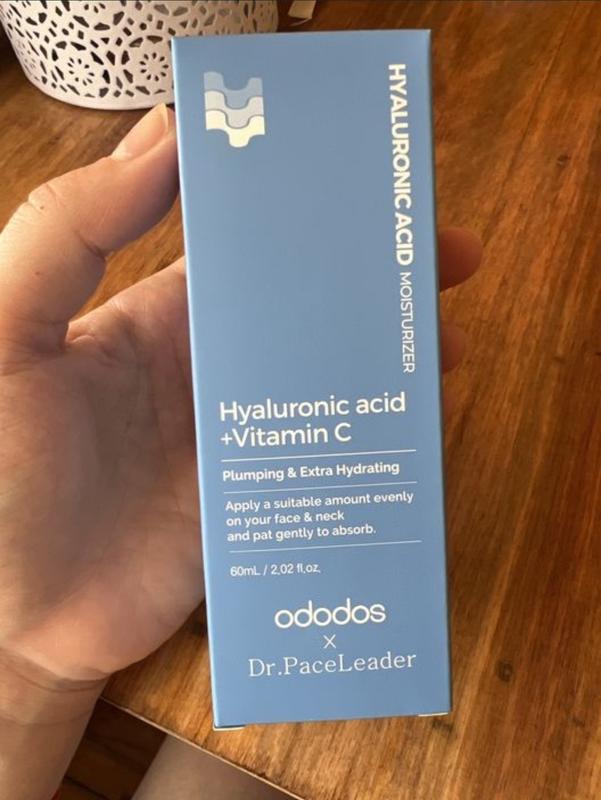 HYALURONIC ACID MOISTURIZER
Hyaluronic acid
+Vitamin C
Plumping & Extra Hydrating
Apply a suitable amount evenly
on your face & neck
and pat gently to absorb.
60mL / 2.02 fl.oz.
ododos
X
Dr.PaceLeader